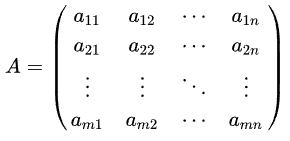 a₁₁ a₁₂ ⋯ a₁ₙ
a₂₁ a₂₂ ⋯ a₂ₙ
A = ⋮ ⋮ ⋱ ⋮
aₘ₁ aₘ₂ ⋯ aₘₙ